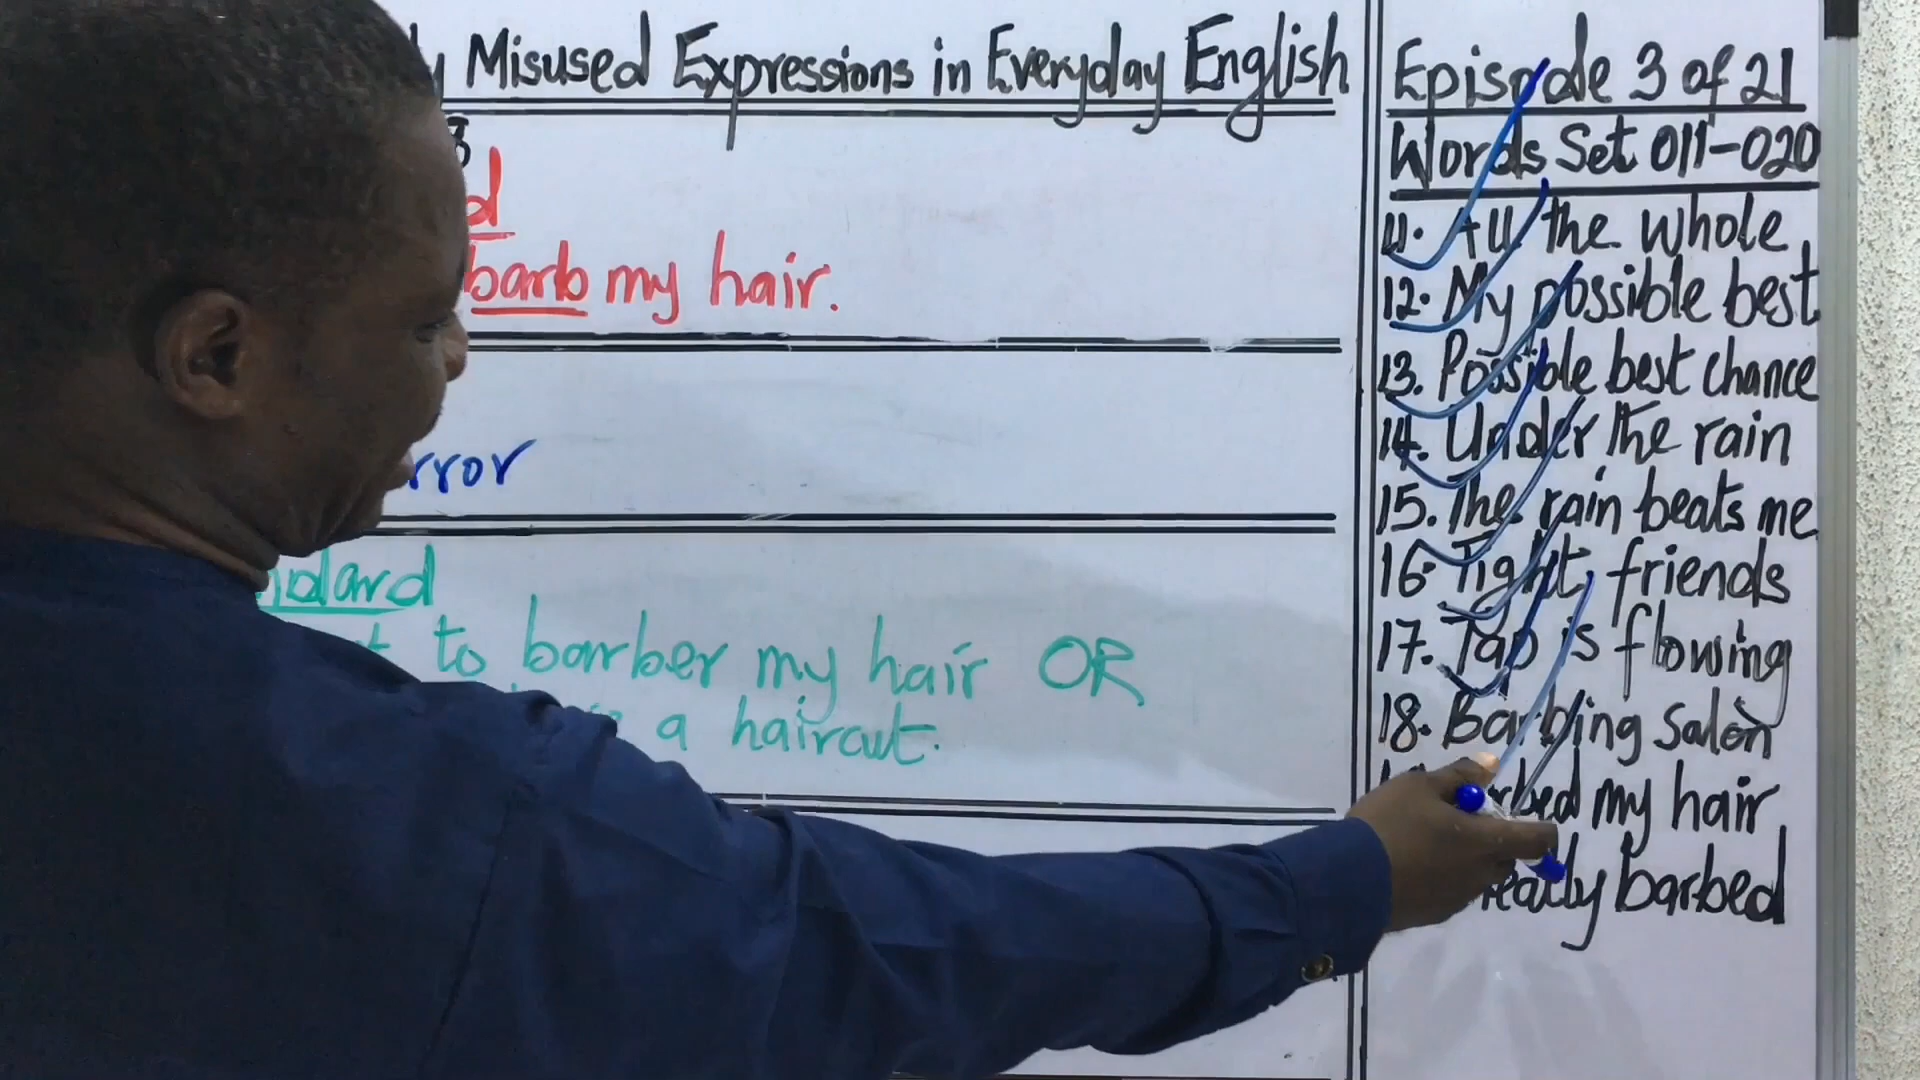 Misused Expressions in Everyday English
d
barb my hair.
rror
ndard
to barber my hair OR
a haircut.
Episode 3 of 21
Words Set 011-020
11. All the whole
12. My possible best
13. Possible best chance
14. Under the rain
15. The rain beats me
16. Tight friends
17. Tap is flowing
18. Barbing Salon
rbed my hair
neatly barbed